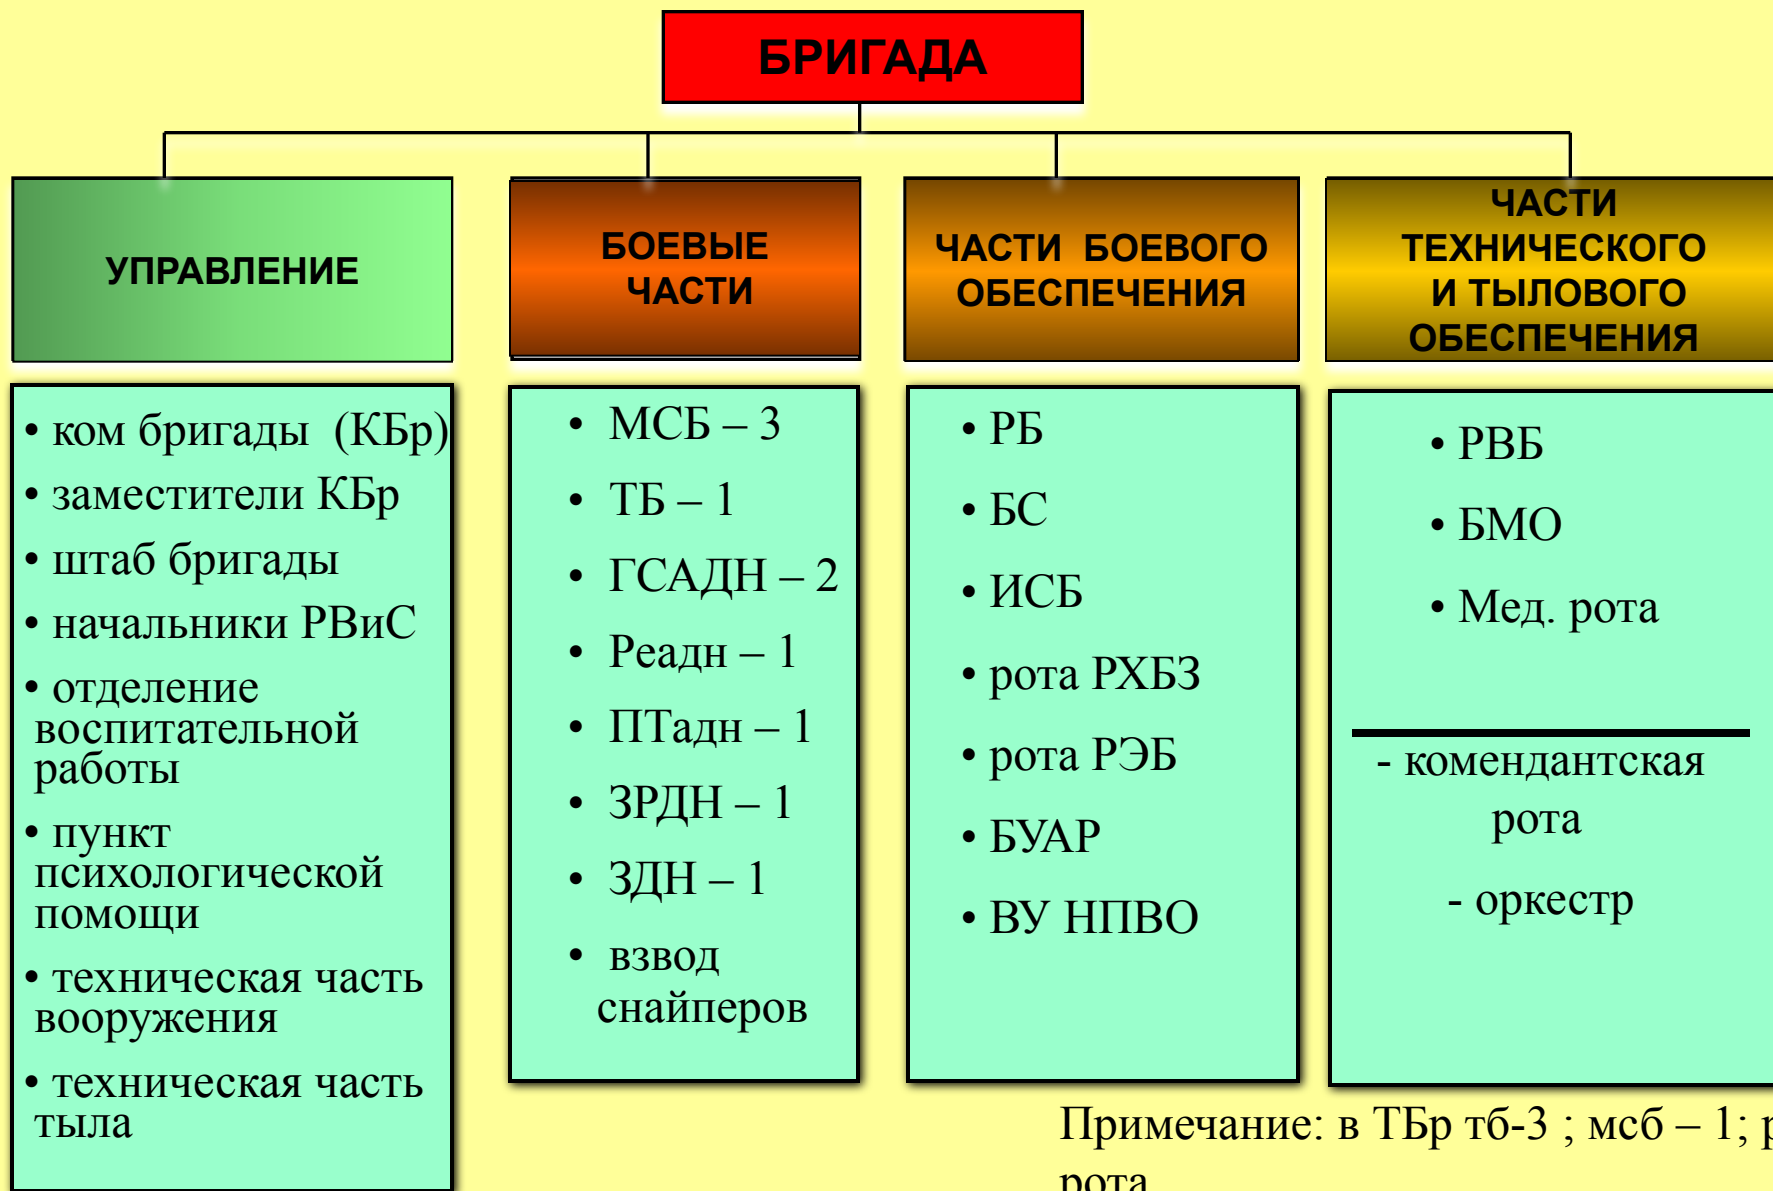 БРИГАДА
УПРАВЛЕНИЕ
• ком бригады (КБр)
• заместители КБр
• штаб бригады
• начальники РВиС
• отделение
воспитательной
работы
• пункт
психологической
помощи
• техническая часть
вооружения
• техническая часть
тыла
БОЕВЫЕ
ЧАСТИ
• МСБ – 3
• ТБ – 1
• ГСАДН – 2
• Реадн – 1
• ПТадн – 1
• ЗРДН – 1
• ЗДН – 1
• взвод
снайперов
ЧАСТИ БОЕВОГО
ОБЕСПЕЧЕНИЯ
• РБ
• БС
• ИСБ
• рота РХБЗ
• рота РЭБ
• БУАР
• ВУ НПВО
ЧАСТИ
ТЕХНИЧЕСКОГО
И ТЫЛОВОГО
ОБЕСПЕЧЕНИЯ
• РВБ
• БМО
• Мед. рота
- комендантская
рота
- оркестр
Примечание: в ТБр тб-3 ; мсб – 1;
рота